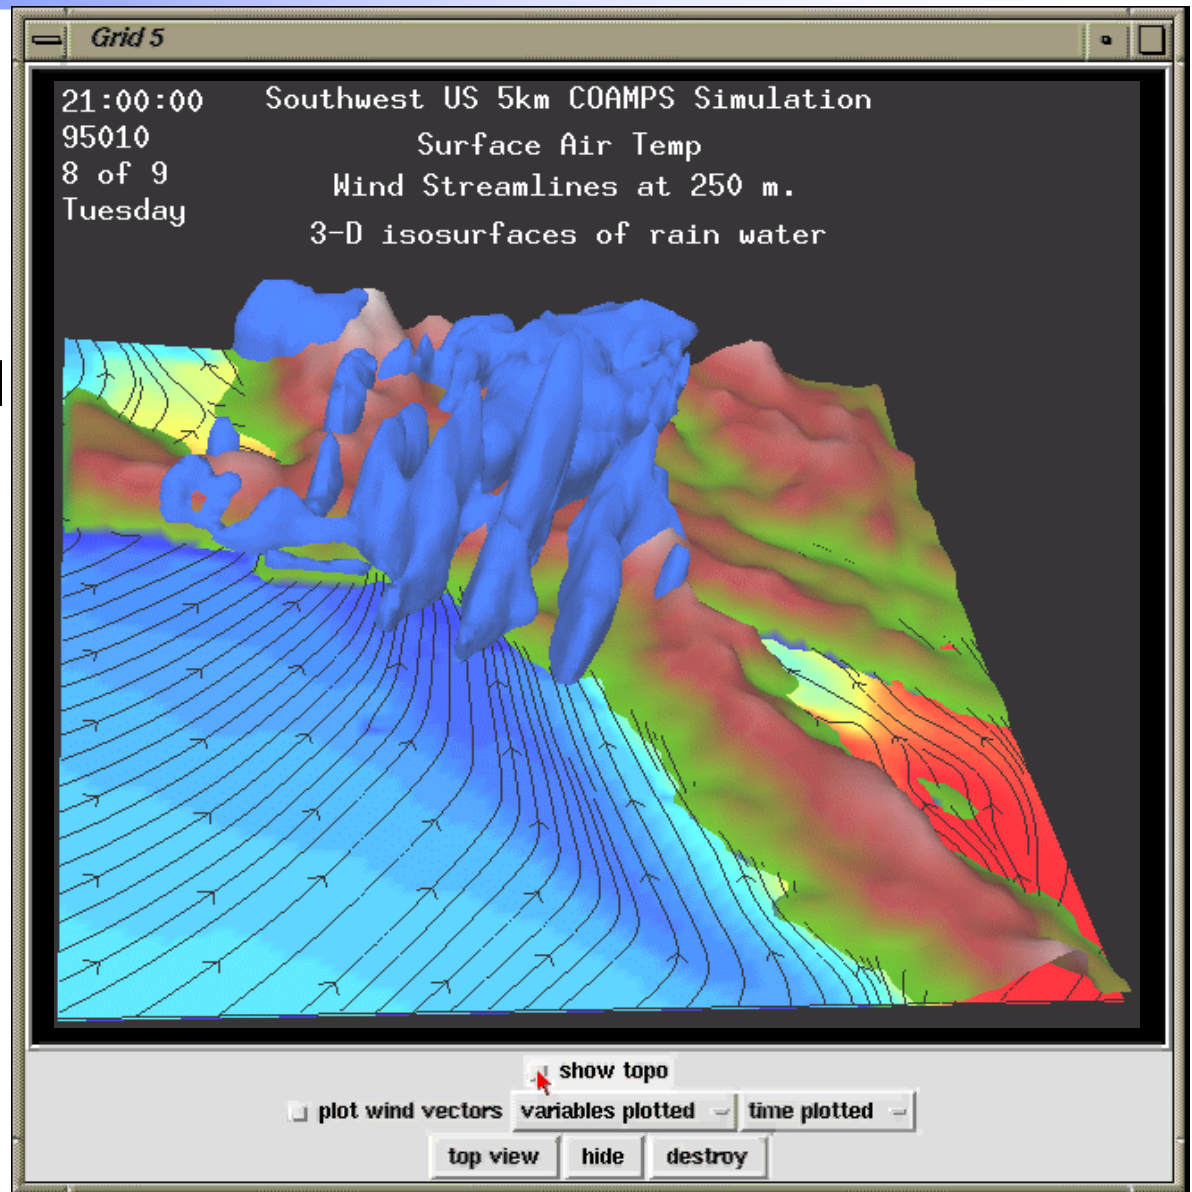 Grid 5
21:00:00
95010
8 of 9
Tuesday
Southwest US 5km COAMPS Simulation
Surface Air Temp
Wind Streamlines at 250 m.
3-D isosurfaces of rain water
show topo
plot wind vectors
variables plotted
time plotted
top view
hide
destroy